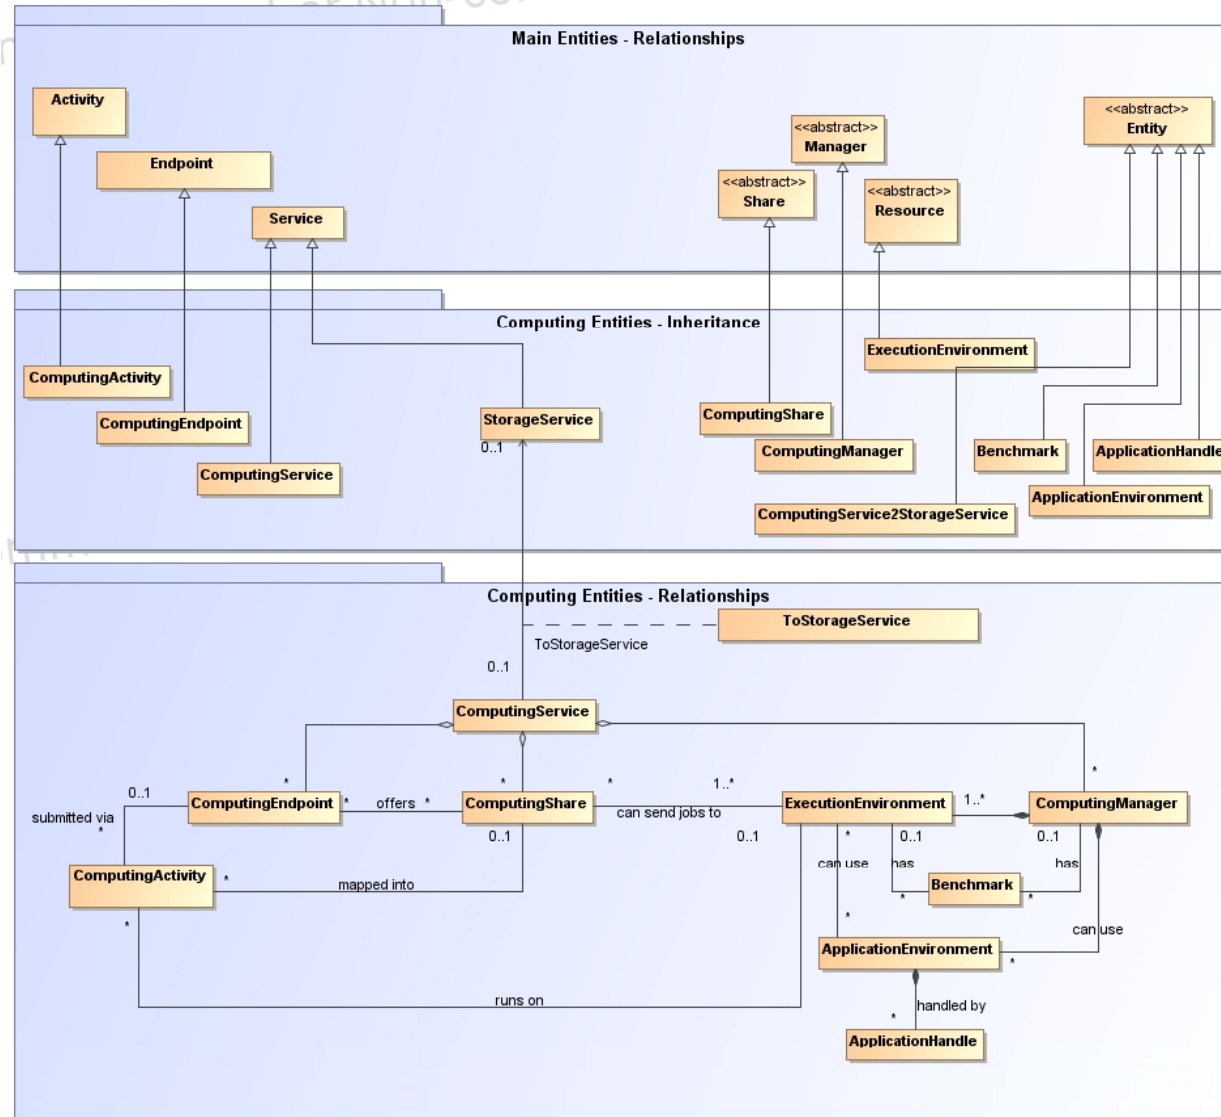 Main Entities - Relationships
Activity
<<abstract>>
Entity
<<abstract>>
Manager
Endpoint
<<abstract>>
Share
<<abstract>>
Resource
Service
Computing Entities - Inheritance
ExecutionEnvironment
ComputingActivity
ComputingEndpoint
StorageService
0..1
ComputingShare
ComputingManager
Benchmark
ApplicationHandle
ComputingService
ApplicationEnvironment
ComputingService2StorageService
Computing Entities - Relationships
ToStorageService
ToStorageService
0..1
ComputingService
*
*
*
1..*
*
0..1
ComputingEndpoint
*
offers
*
ComputingShare
can send jobs to
ExecutionEnvironment
1..*
ComputingManager
submitted via
*
0..1
0..1
*
0..1
0..1
can use
has
has
ComputingActivity
*
mapped into
Benchmark
*
*
*
*
can use
ApplicationEnvironment
*
runs on
handled by
*
ApplicationHandle